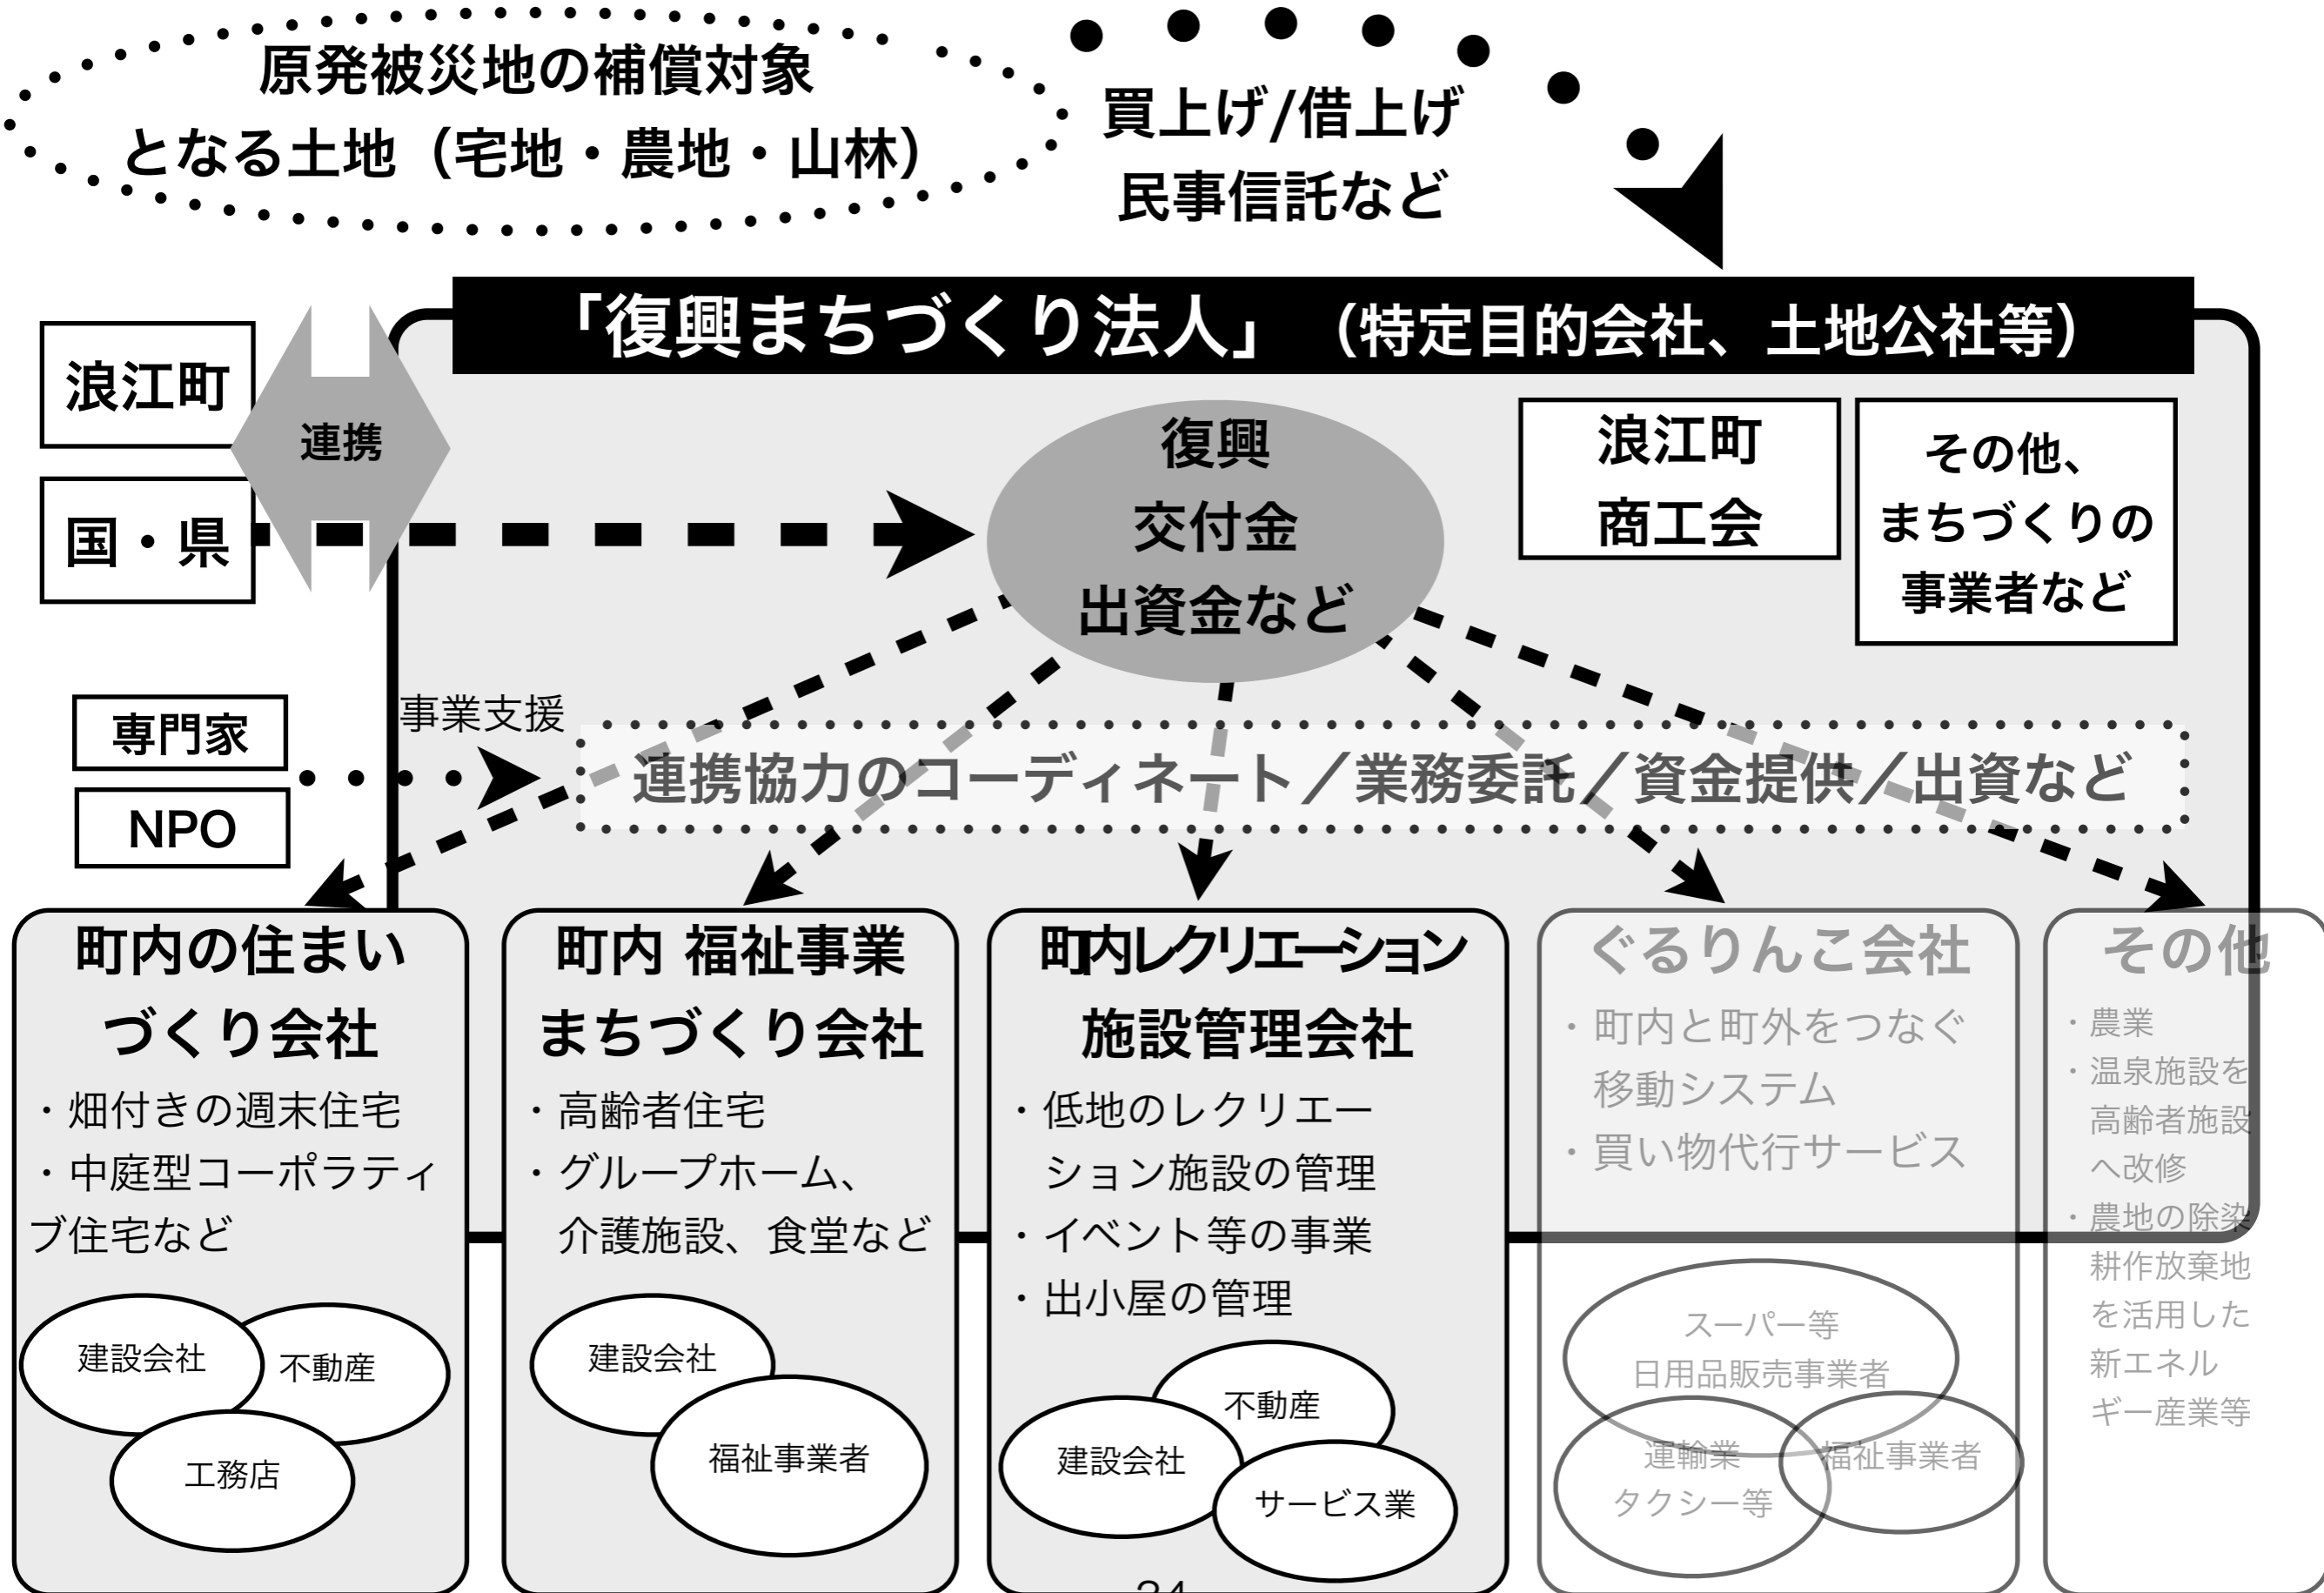 原発被災地の補償対象
となる土地（宅地・農地・山林）
買上げ/借上げ
民事信託など
「復興まちづくり法人」（特定目的会社、土地公社等）
浪江町
連携
国・県
復興
交付金
出資金など
浪江町
商工会
その他、
まちづくりの
事業者など
専門家
NPO
事業支援
連携協力のコーディネート／業務委託／資金提供／出資など
町内の住まい
づくり会社
・畑付きの週末住宅
・中庭型コーポラティ
ブ住宅など
建設会社
不動産
工務店
町内 福祉事業
まちづくり会社
・高齢者住宅
・グループホーム、
介護施設、食堂など
建設会社
福祉事業者
町内レクリエーション
施設管理会社
・低地のレクリエー
ション施設の管理
・イベント等の事業
・出小屋の管理
不動産
建設会社
サービス業
ぐるりんこ会社
・町内と町外をつなぐ
移動システム
・買い物代行サービス
スーパー等
日用品販売事業者
運輸業
タクシー等
福祉事業者
その他
・農業
・温泉施設を
高齢者施設
へ改修
・農地の除染
耕作放棄地
を活用した
新エネル
ギー産業等